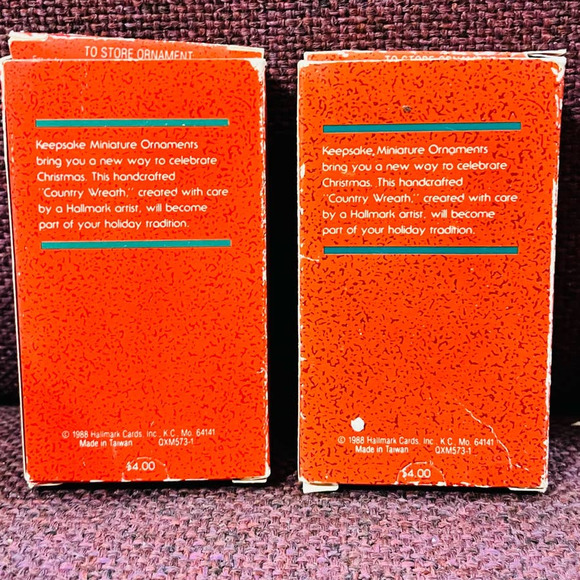 TO STORE ORNAMENT
Keepsake Miniature Ornaments
bring you a new way to celebrate
Christmas. This handcrafted
"Country Wreath," created with care
by a Hallmark artist, will become
part of your holiday tradition.
© 1988 Hallmark Cards, Inc., K.C., Mo. 64141
Made in Taiwan QXM573-1
$4.00
TO STORE
Keepsake Miniature Ornaments
bring you a new way to celebrate
Christmas. This handcrafted
"Country Wreath," created with care
by a Hallmark artist, will become
part of your holiday tradition.
© 1988 Hallmark Cards, Inc., K.C., Mo. 64141
Made in Taiwan QXM573-1
$4.00